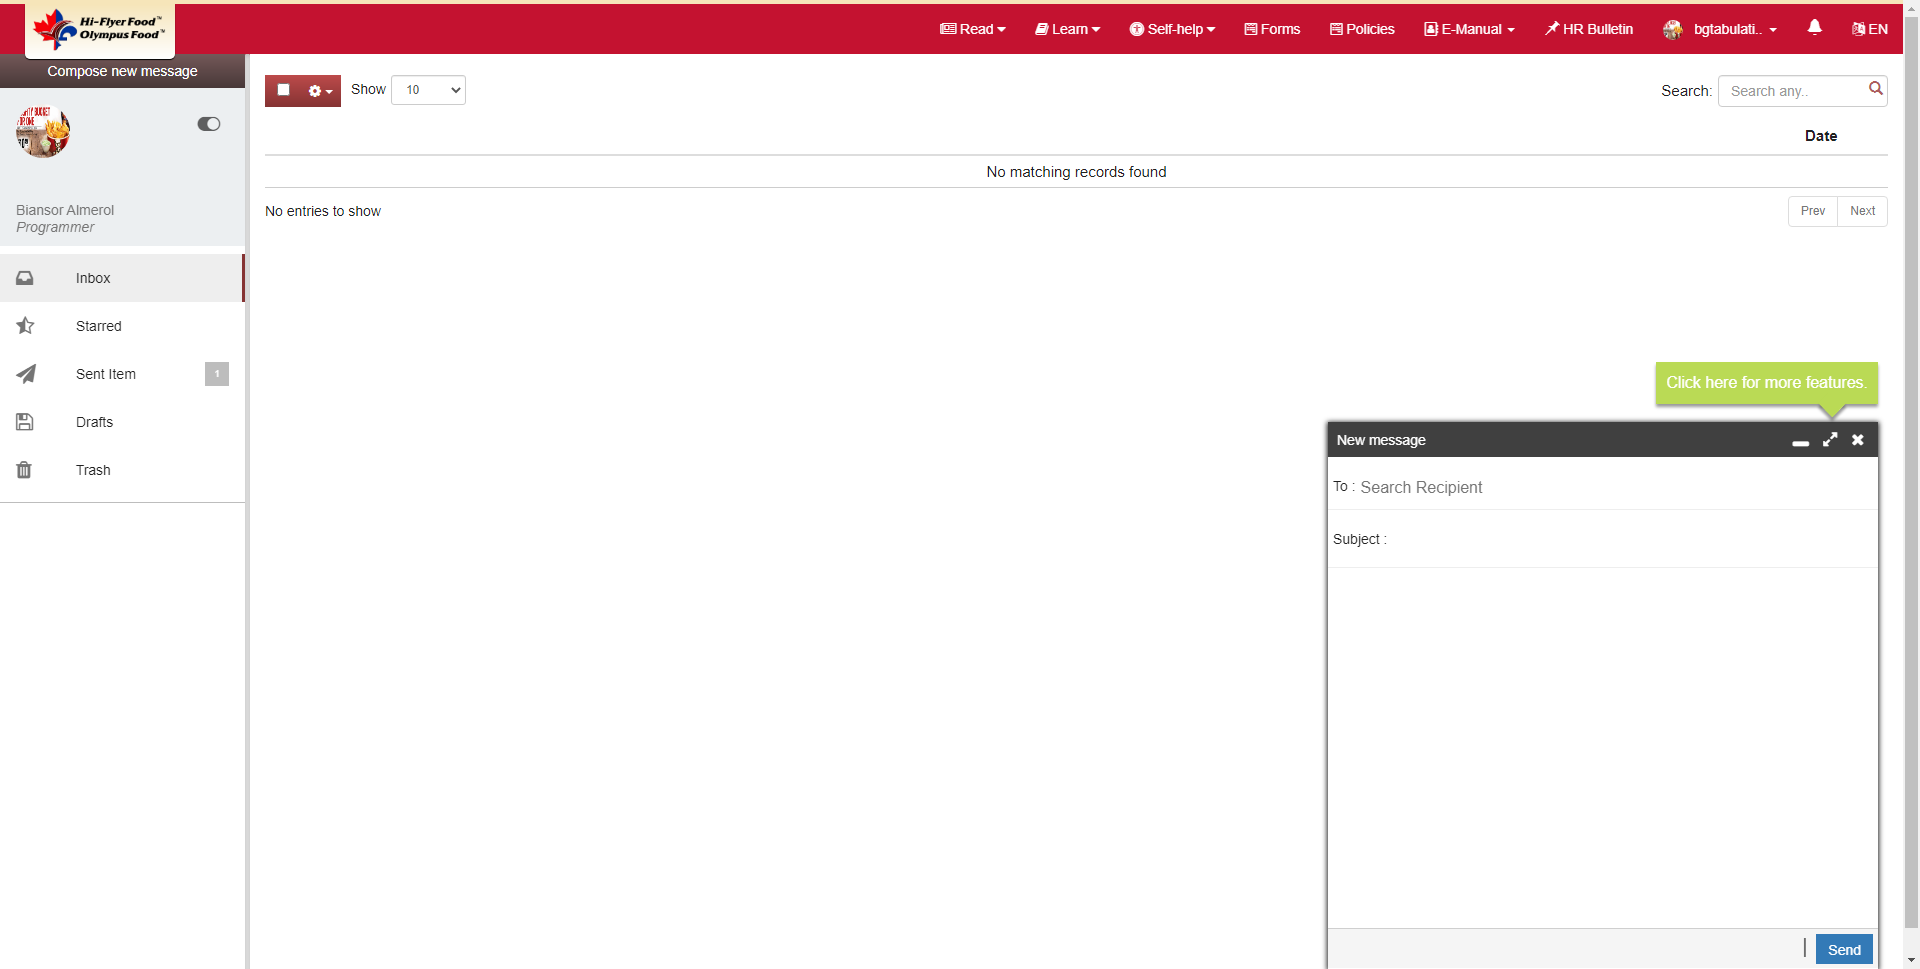 Hi-Flyer Food™
Olympus Food™
Read
Learn
Self-help
Forms
Policies
E-Manual
HR Bulletin
bgtabulati..
EN
Compose new message
Show
10
Search:
Search any..
Date
No matching records found
No entries to show
Prev
Next
Biansor Almerol
Programmer
Inbox
Starred
Sent Item
1
Drafts
Trash
Click here for more features.
New message
To : Search Recipient
Subject :
Send